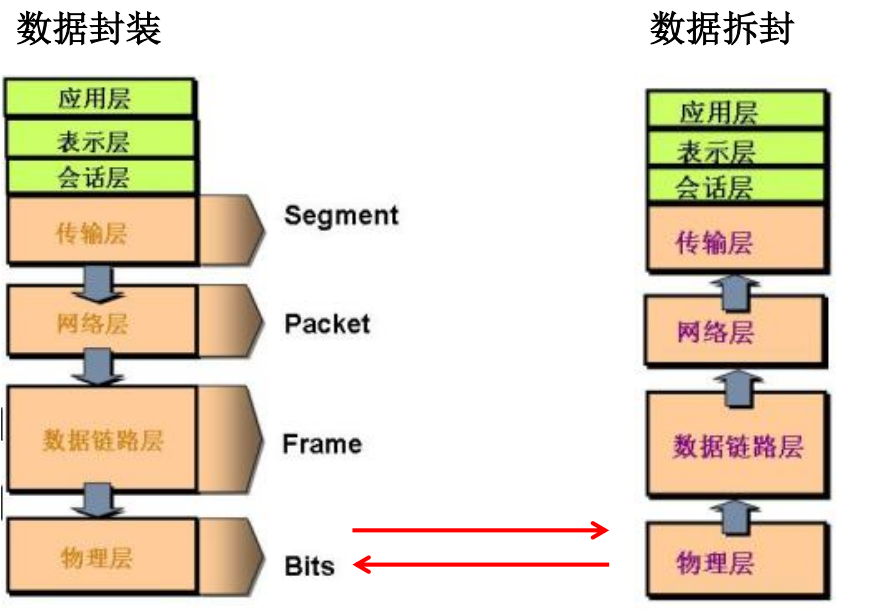 数据封装
应用层
表示层
会话层
传输层
Segment
网络层
Packet
数据链路层
Frame
物理层
Bits
数据拆封
应用层
表示层
会话层
传输层
网络层
数据链路层
物理层